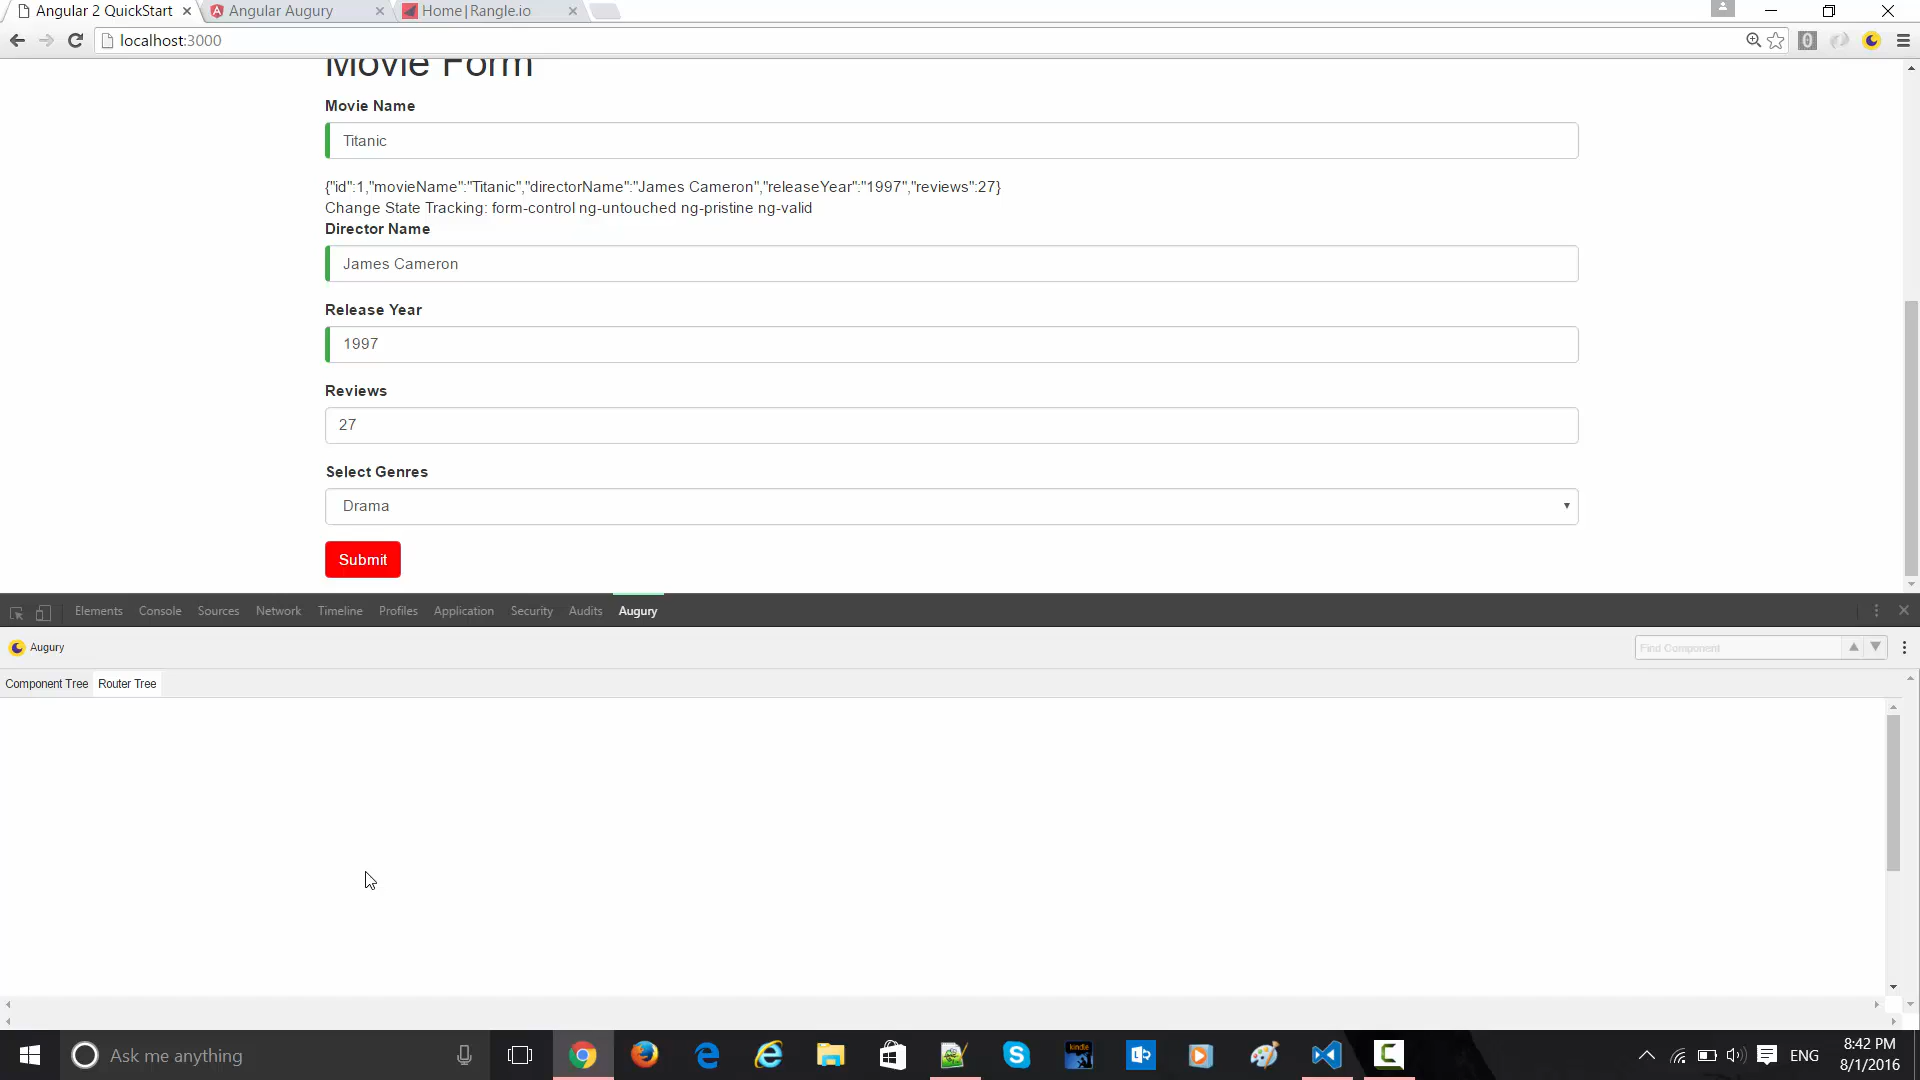 Angular 2 QuickStart
Angular Augury
Home|Rangle.io
localhost:3000
Movie Form
Movie Name
Titanic
{"id":1,"movieName":"Titanic","directorName":"James Cameron","releaseYear":"1997","reviews":27}
Change State Tracking: form-control ng-untouched ng-pristine ng-valid
Director Name
James Cameron
Release Year
1997
Reviews
27
Select Genres
Drama
Submit
Elements Console Sources Network Timeline Profiles Application Security Audits Augury
Augury
Find Component
Component Tree Router Tree
Ask me anything
kindle
ENG
8:42 PM
8/1/2016